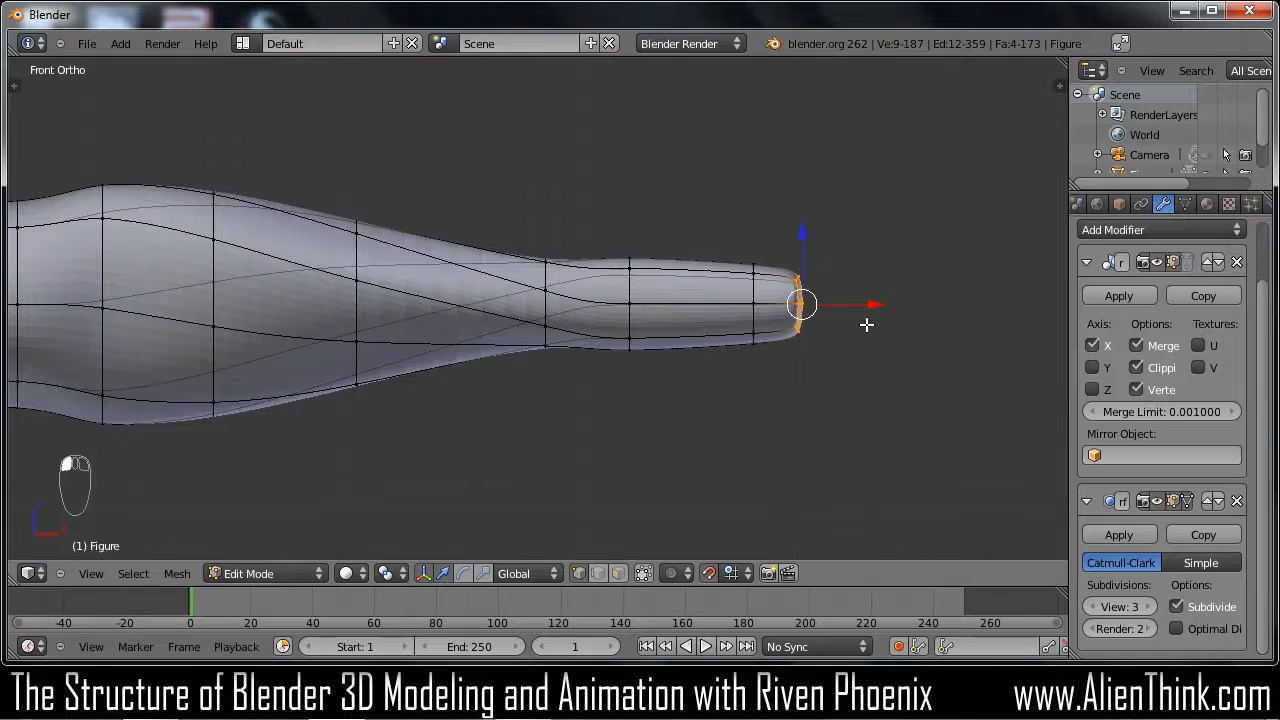 Blender
File Add Render Help Default Scene Blender Render blender.org 262 | Ve:9-187 | Ed:12-359 | Fa:4-173 | Figure
Front Ortho
View Search All Scen
Scene
RenderLayers
World
Camera
Add Modifier
r
Apply Copy
Axis: Options: Textures:
X Merge U
Y Clippi V
Z Verte
Merge Limit: 0.001000
Mirror Object:
rf
Apply Copy
Catmull-Clark Simple
Subdivisions: Options:
View: 3 Subdivide
Render: 2 Optimal Di
(1) Figure
View Select Mesh Edit Mode Global
-40 -20 0 20 40 60 80 100 120 140 160 180 200 220 240 260
View Marker Frame Playback Start: 1 End: 250 1 No Sync
The Structure of Blender 3D Modeling and Animation with Riven Phoenix www.AlienThink.com